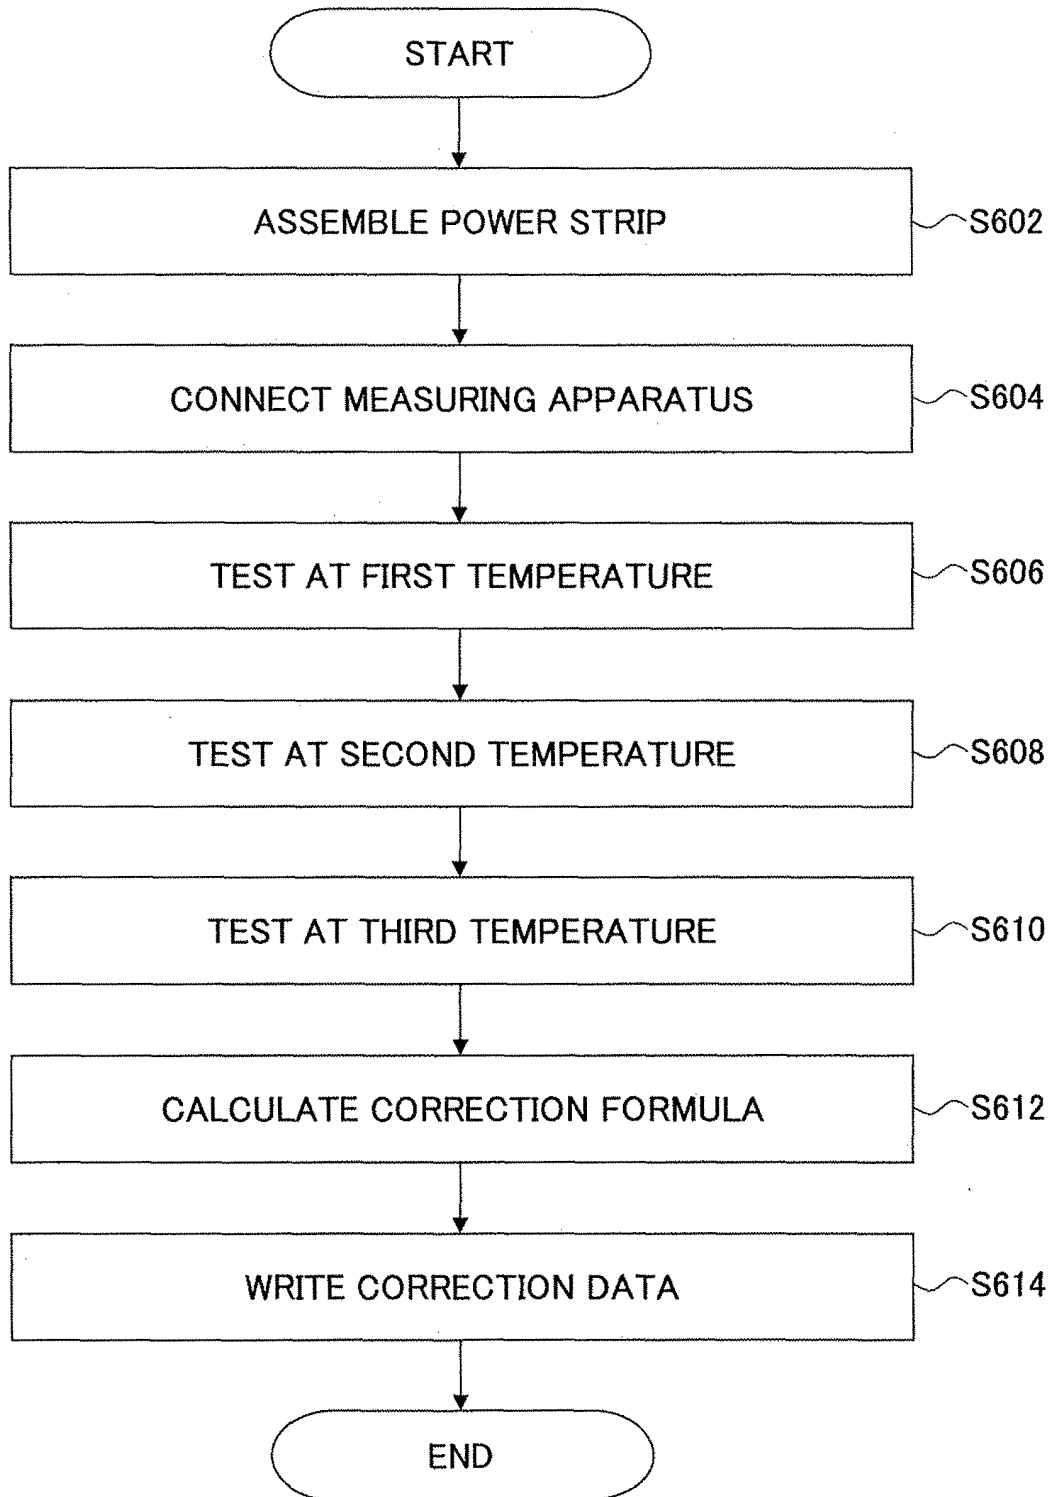 START
ASSEMBLE POWER STRIP
S602
CONNECT MEASURING APPARATUS
S604
TEST AT FIRST TEMPERATURE
S606
TEST AT SECOND TEMPERATURE
S608
TEST AT THIRD TEMPERATURE
S610
CALCULATE CORRECTION FORMULA
S612
WRITE CORRECTION DATA
S614
END